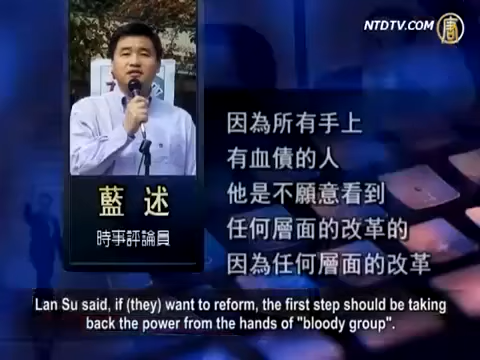 NTDTV.COM
唐
因為所有手上
有血債的人
他是不願意看到
任何層面的改革的
因為任何層面的改革
藍述
時事評論員
Lan Su said, if (they) want to reform, the first step should be taking
back the power from the hands of "bloody group".